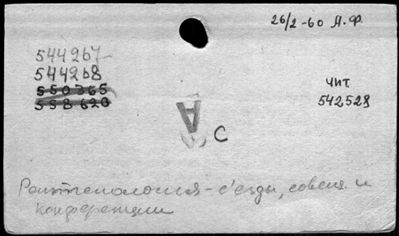 26/2-60 А.Ф.
544267
544268
550365
558620
чит.
542528
А
С
Рентгенология - с'езды, совещ. и
конференции